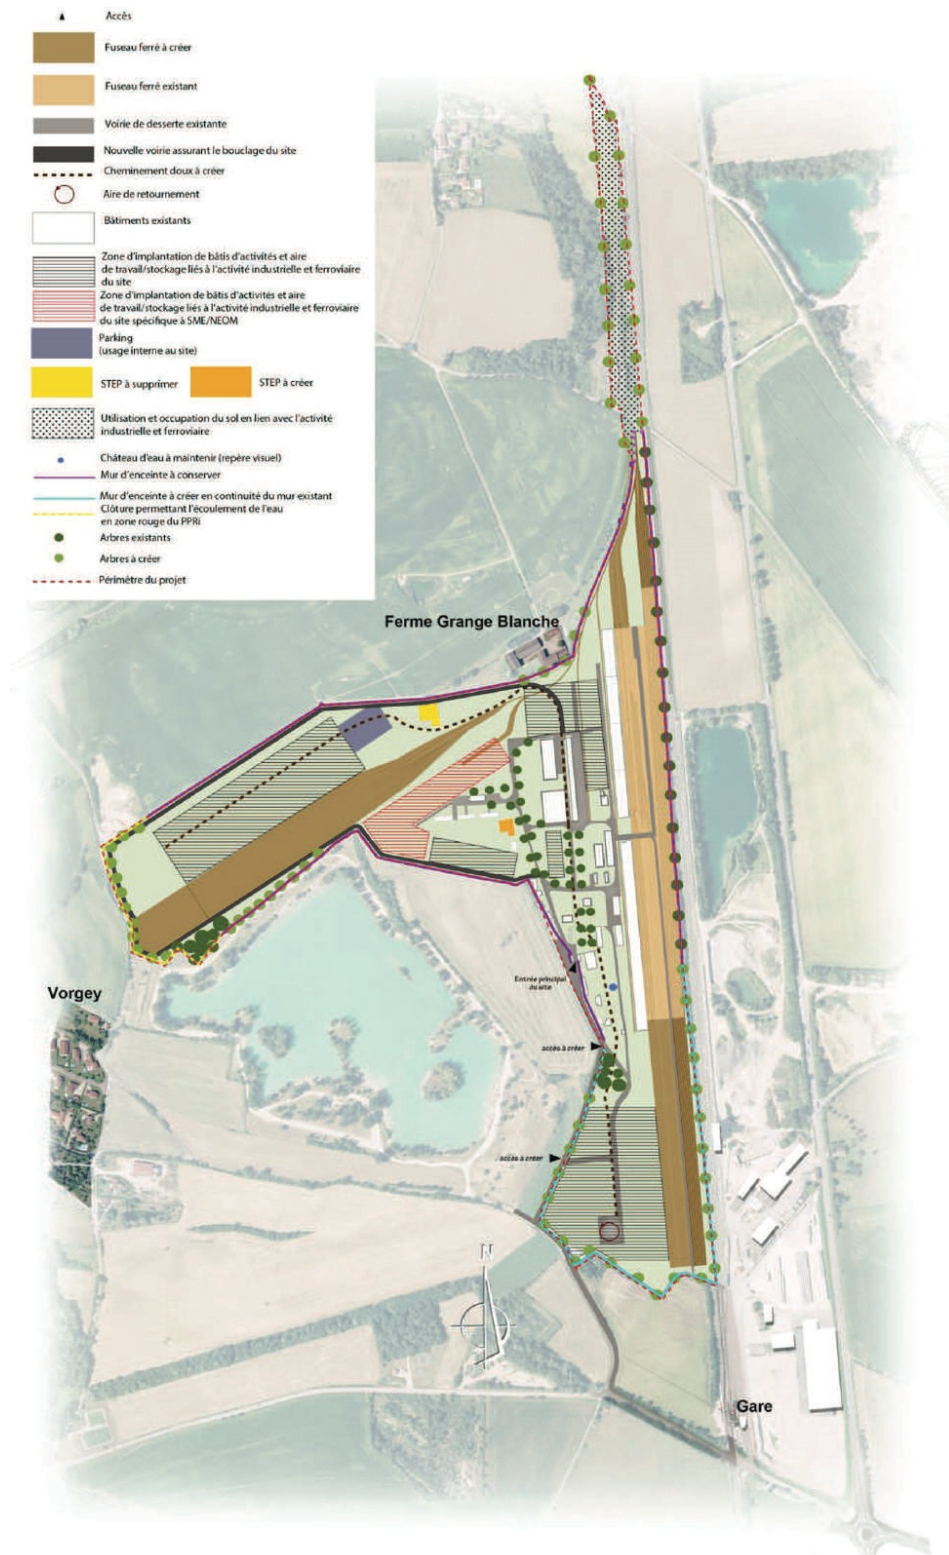 Accès
Fuseau ferré à créer
Fuseau ferré existant
Voirie de desserte existante
Nouvelle voirie assurant le bouclage du site
Cheminement doux à créer
Aire de retournement
Bâtiments existants
Zone d'implantation de bâtis d'activités et aire
de travail/stockage liés à l'activité industrielle et ferroviaire
du site
Zone d'implantation de bâtis d'activités et aire
de travail/stockage liés à l'activité industrielle et ferroviaire
du site spécifique à SME/NEOM
Parking
(usage interne au site)
STEP à supprimer
STEP à créer
Utilisation et occupation du sol en lien avec l'activité
industrielle et ferroviaire
Château d'eau à maintenir (repère visuel)
Mur d'enceinte à conserver
Mur d'enceinte à créer en continuité du mur existant
Clôture permettant l'écoulement de l'eau
en zone rouge du PPRi
Arbres existants
Arbres à créer
Périmètre du projet
Ferme Grange Blanche
Vorgey
Entrée principal
du site
accès à créer
accès à créer
N
Gare